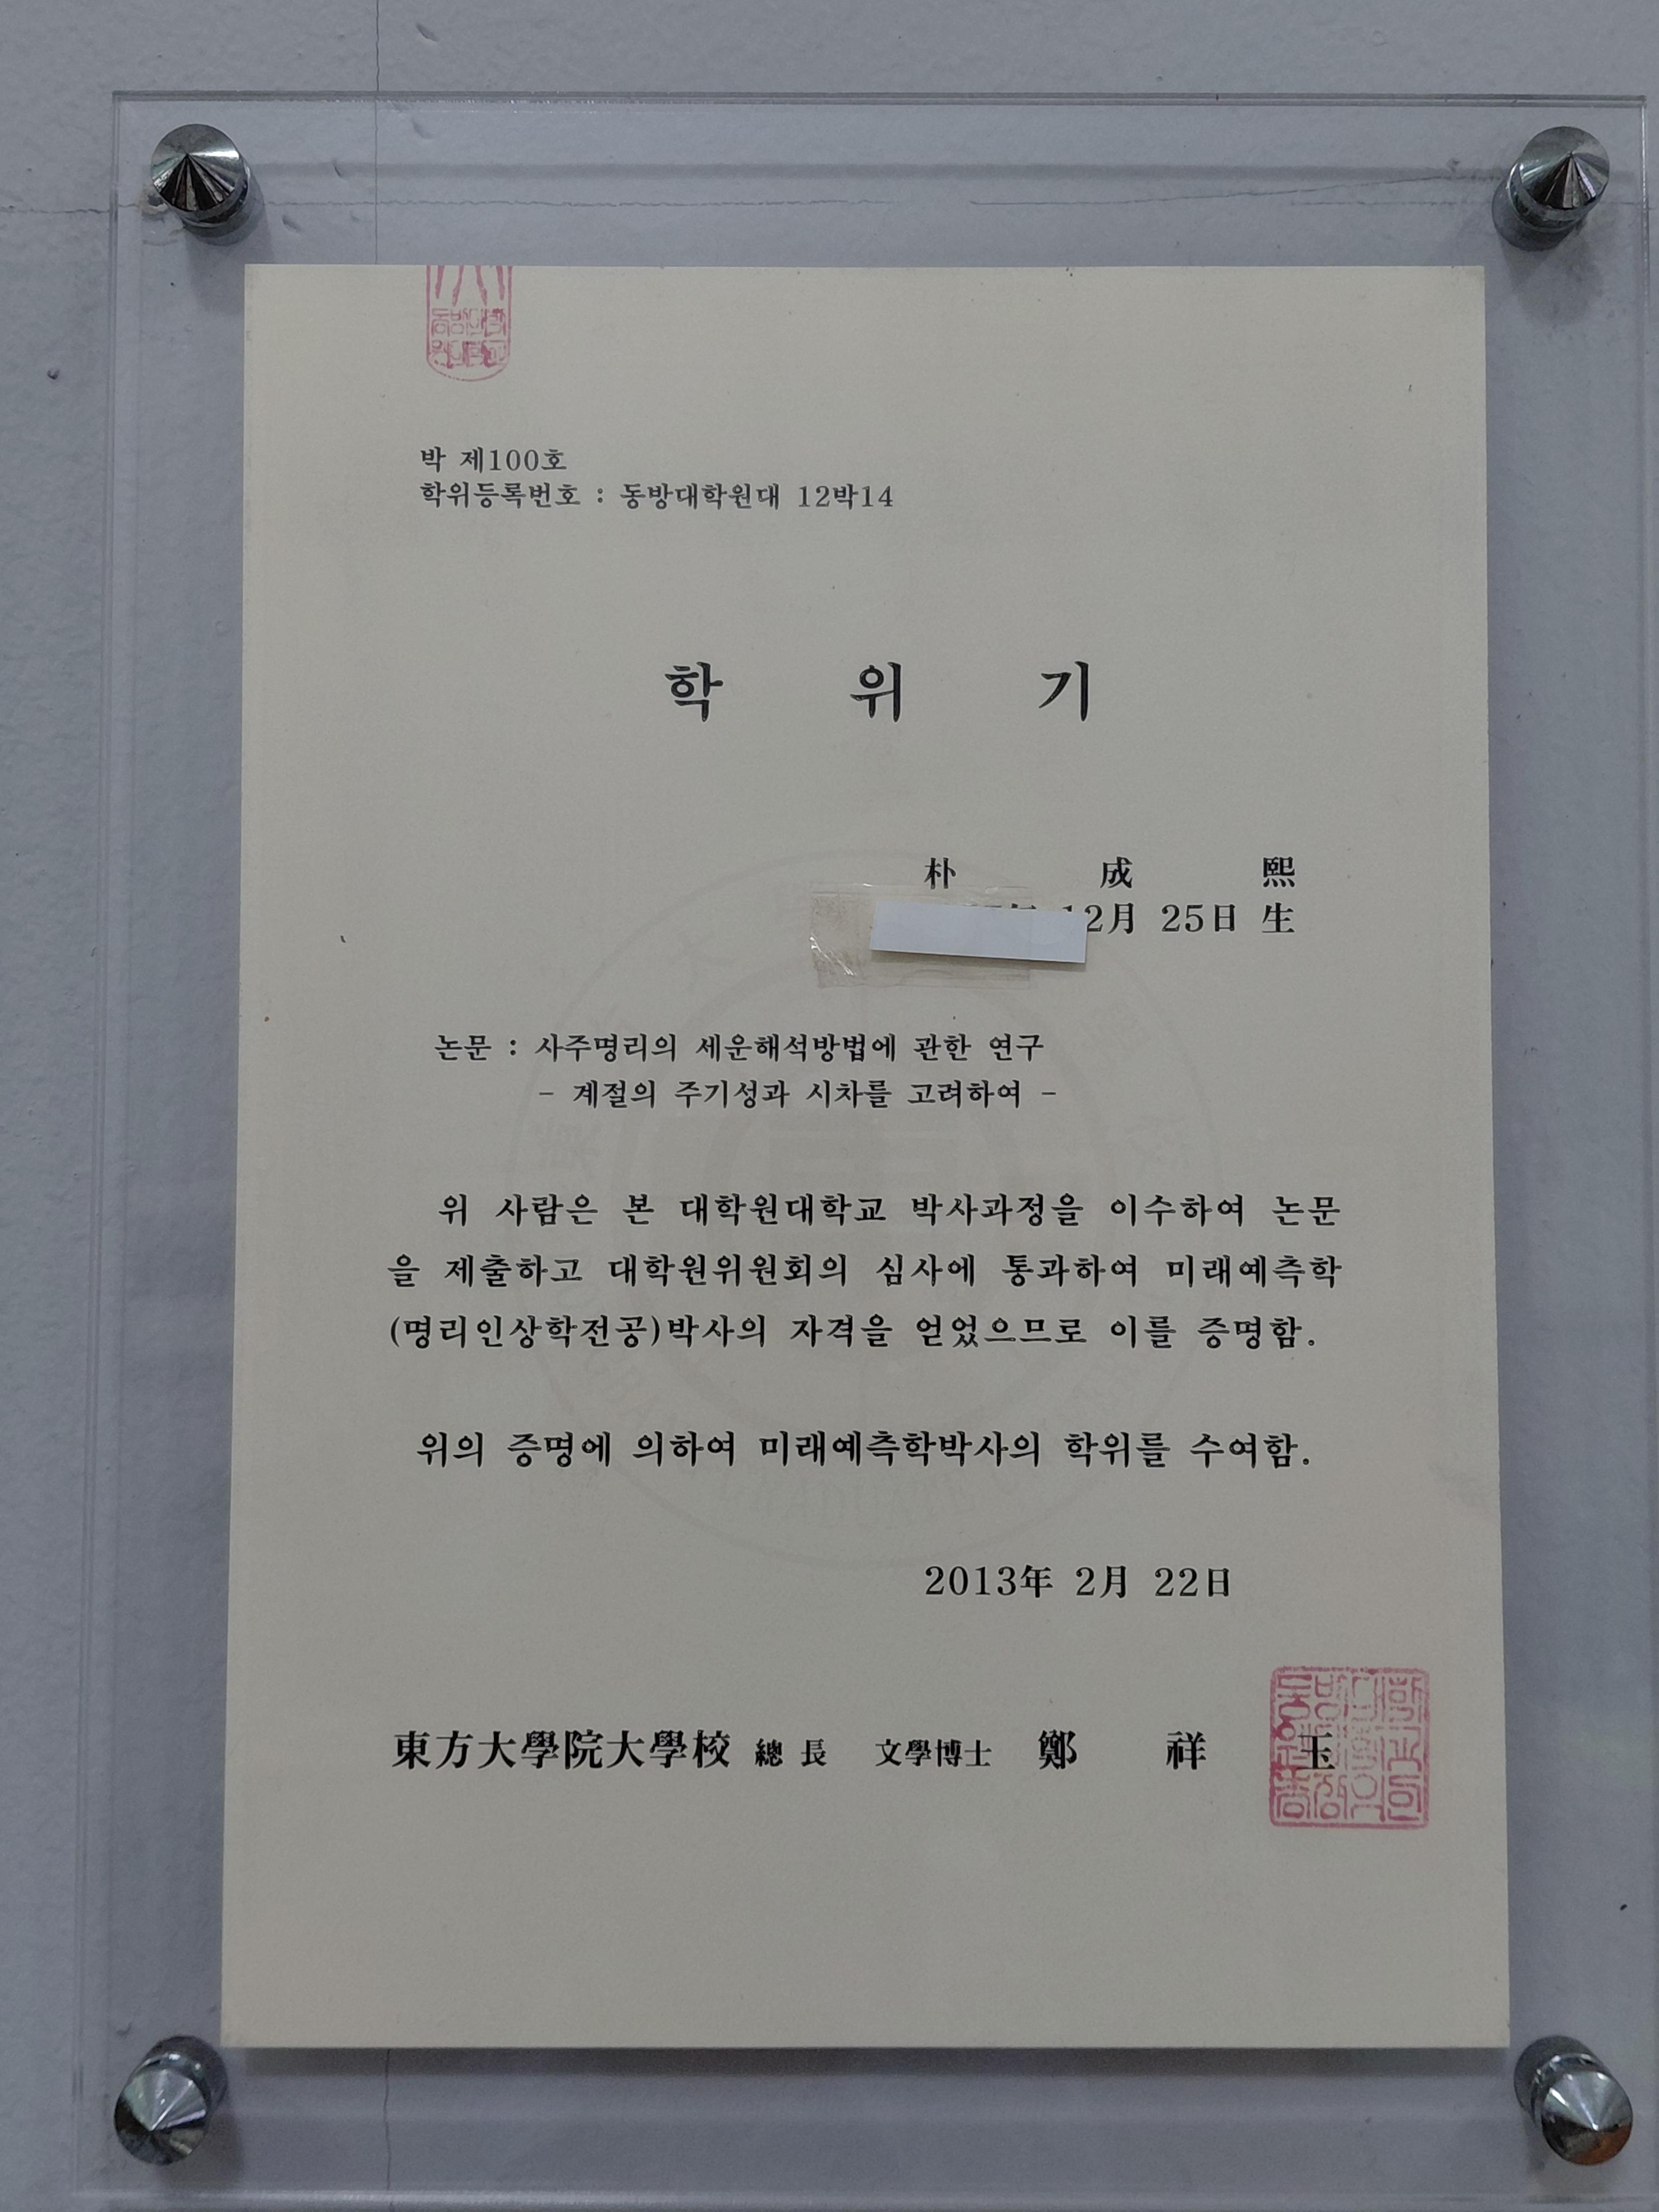 박 제100호
학위등록번호 : 동방대학원대 12박14
학 위 기
朴 成 熙
12月 25日 生
논문 : 사주명리의 세운해석방법에 관한 연구
- 계절의 주기성과 시차를 고려하여 -
위 사람은 본 대학원대학교 박사과정을 이수하여 논문
을 제출하고 대학원위원회의 심사에 통과하여 미래예측학
(명리인상학전공)박사의 자격을 얻었으므로 이를 증명함.
위의 증명에 의하여 미래예측학박사의 학위를 수여함.
2013年 2月 22日
東方大學院大學校 總 長 文學博士 鄭 祥 玉